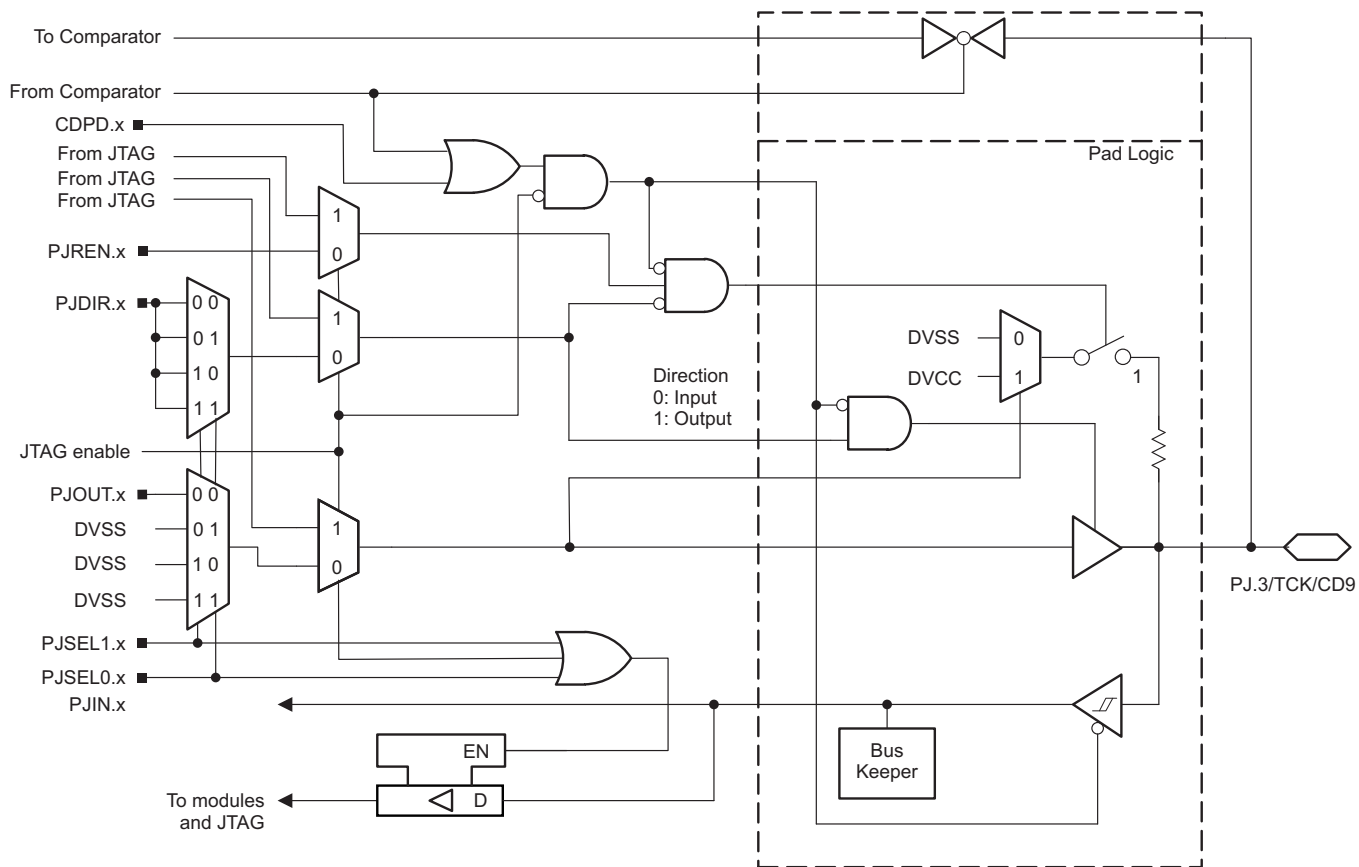 To Comparator
From Comparator
CDPD.x
From JTAG
From JTAG
From JTAG
Pad Logic
1
0
PJREN.x
PJDIR.x
0 0
0 1
1 0
1 1
1
0
DVSS
0
DVCC
1
1
Direction
0: Input
1: Output
JTAG enable
PJOUT.x
0 0
DVSS
0 1
DVSS
1 0
DVSS
1 1
1
0
PJ.3/TCK/CD9
PJSEL1.x
PJSEL0.x
PJIN.x
EN
D
Bus
Keeper
To modules
and JTAG